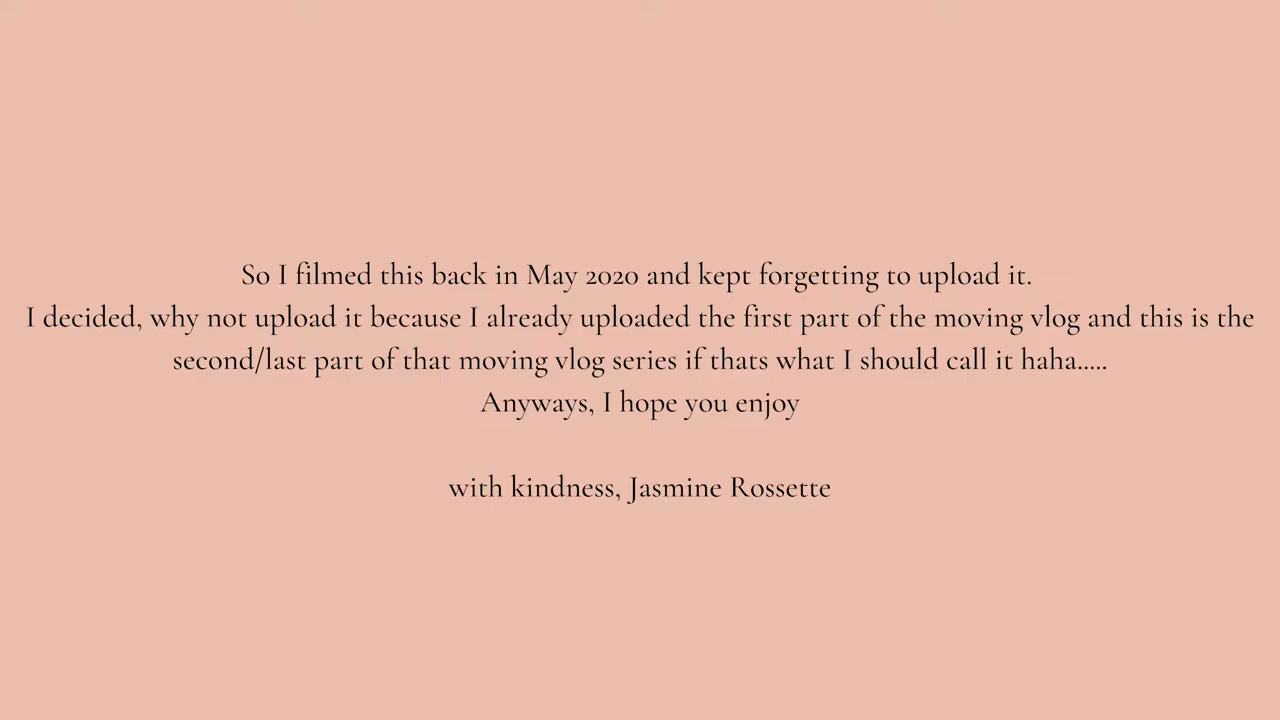 So I filmed this back in May 2020 and kept forgetting to upload it.
I decided, why not upload it because I already uploaded the first part of the moving vlog and this is the
second/last part of that moving vlog series if thats what I should call it haha.....
Anyways, I hope you enjoy
with kindness, Jasmine Rossette